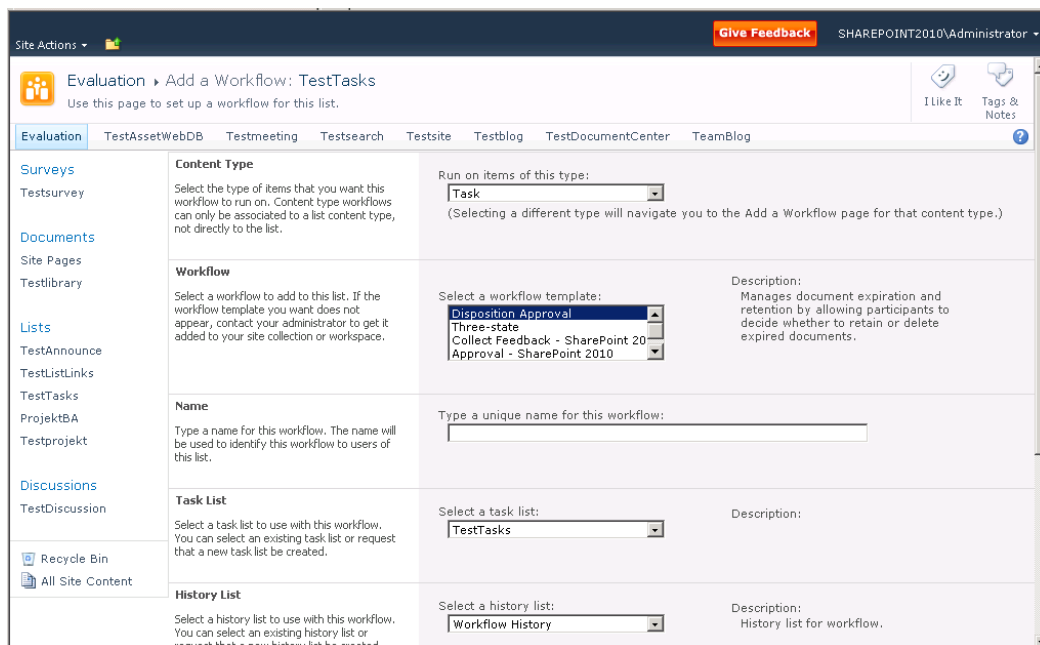 Site Actions
Give Feedback
SHAREPOINT2010\Administrator
Evaluation ▸ Add a Workflow: TestTasks
Use this page to set up a workflow for this list.
I Like It
Tags &
Notes
Evaluation TestAssetWebDB Testmeeting Testsearch Testsite Testblog TestDocumentCenter TeamBlog
Surveys
Testsurvey
Documents
Site Pages
Testlibrary
Lists
TestAnnounce
TestListLinks
TestTasks
ProjektBA
Testprojekt
Discussions
TestDiscussion
Recycle Bin
All Site Content
Content Type
Select the type of items that you want this
workflow to run on. Content type workflows
can only be associated to a list content type,
not directly to the list.
Run on items of this type:
Task
(Selecting a different type will navigate you to the Add a Workflow page for that content type.)
Workflow
Select a workflow to add to this list. If the
workflow template you want does not
appear, contact your administrator to get it
added to your site collection or workspace.
Select a workflow template:
Disposition Approval
Three-state
Collect Feedback - SharePoint 20
Approval - SharePoint 2010
Description:
Manages document expiration and
retention by allowing participants to
decide whether to retain or delete
expired documents.
Name
Type a name for this workflow. The name will
be used to identify this workflow to users of
this list.
Type a unique name for this workflow:
Task List
Select a task list to use with this workflow.
You can select an existing task list or request
that a new task list be created.
Select a task list:
TestTasks
Description:
History List
Select a history list to use with this workflow.
You can select an existing history list or
request that a new history list be created.
Select a history list:
Workflow History
Description:
History list for workflow.